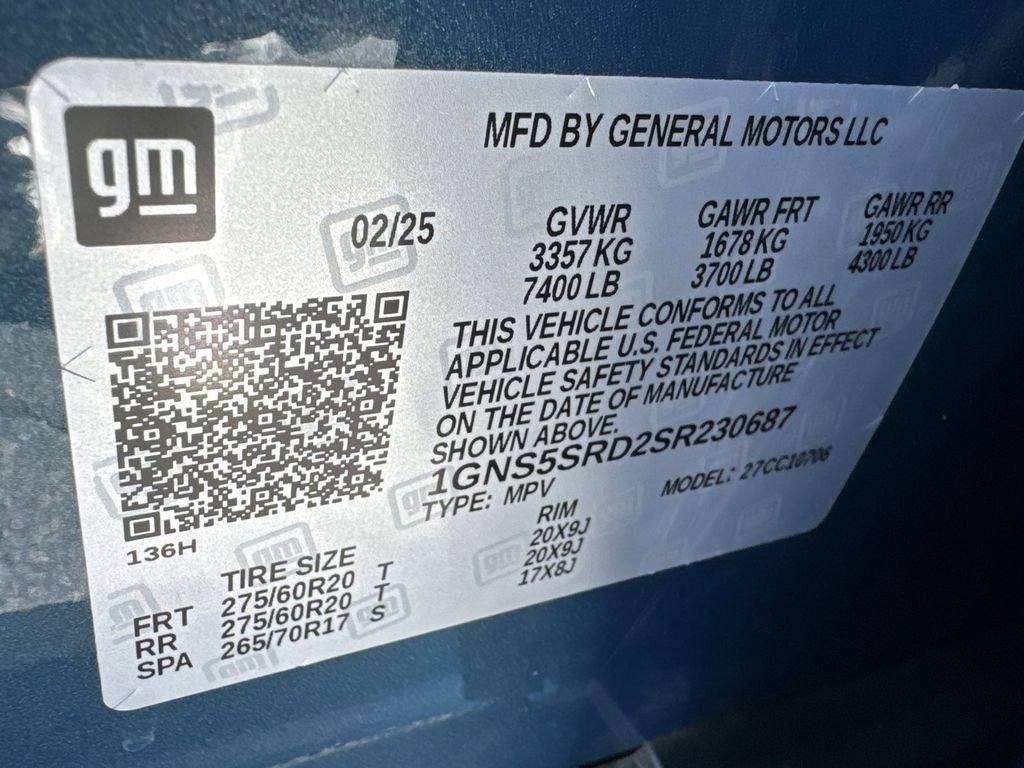 gm
MFD BY GENERAL MOTORS LLC
02/25
GVWR GAWR FRT GAWR RR
3357 KG 1678 KG 1950 KG
7400 LB 3700 LB 4300 LB
THIS VEHICLE CONFORMS TO ALL
APPLICABLE U.S. FEDERAL MOTOR
VEHICLE SAFETY STANDARDS IN EFFECT
ON THE DATE OF MANUFACTURE
SHOWN ABOVE.
1GNS5SRD2SR230687
TYPE: MPV MODEL: 27CC10706
136H
TIRE SIZE RIM
FRT 275/60R20 T 20X9J
RR 275/60R20 T 20X9J
SPA 265/70R17 S 17X8J